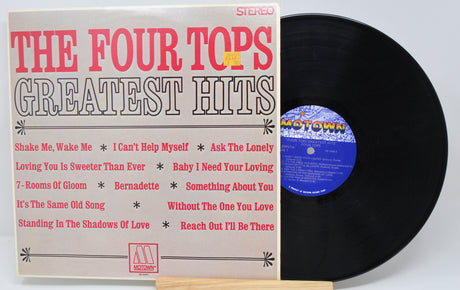 STEREO
THE FOUR TOPS
GREATEST HITS
Shake Me, Wake Me * I Can't Help Myself * Ask The Lonely
Loving You Is Sweeter Than Ever * Baby I Need Your Loving
7-Rooms Of Gloom * Bernadette * Something About You
It's The Same Old Song * Without The One You Love
Standing In The Shadows Of Love * Reach Out I'll Be There
M
MOTOWN
MOTOWN